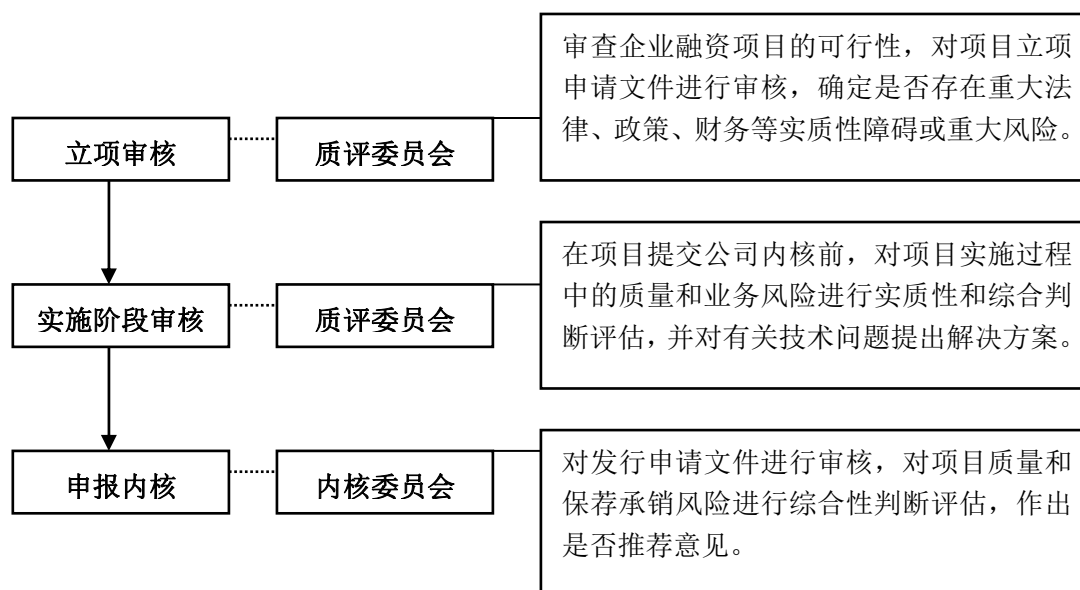 审查企业融资项目的可行性，对项目立项
申请文件进行审核，确定是否存在重大法
律、政策、财务等实质性障碍或重大风险。
立项审核
质评委员会
在项目提交公司内核前，对项目实施过程
中的质量和业务风险进行实质性和综合判
断评估，并对有关技术问题提出解决方案。
实施阶段审核
质评委员会
对发行申请文件进行审核，对项目质量和
保荐承销风险进行综合性判断评估，作出
是否推荐意见。
申报内核
内核委员会